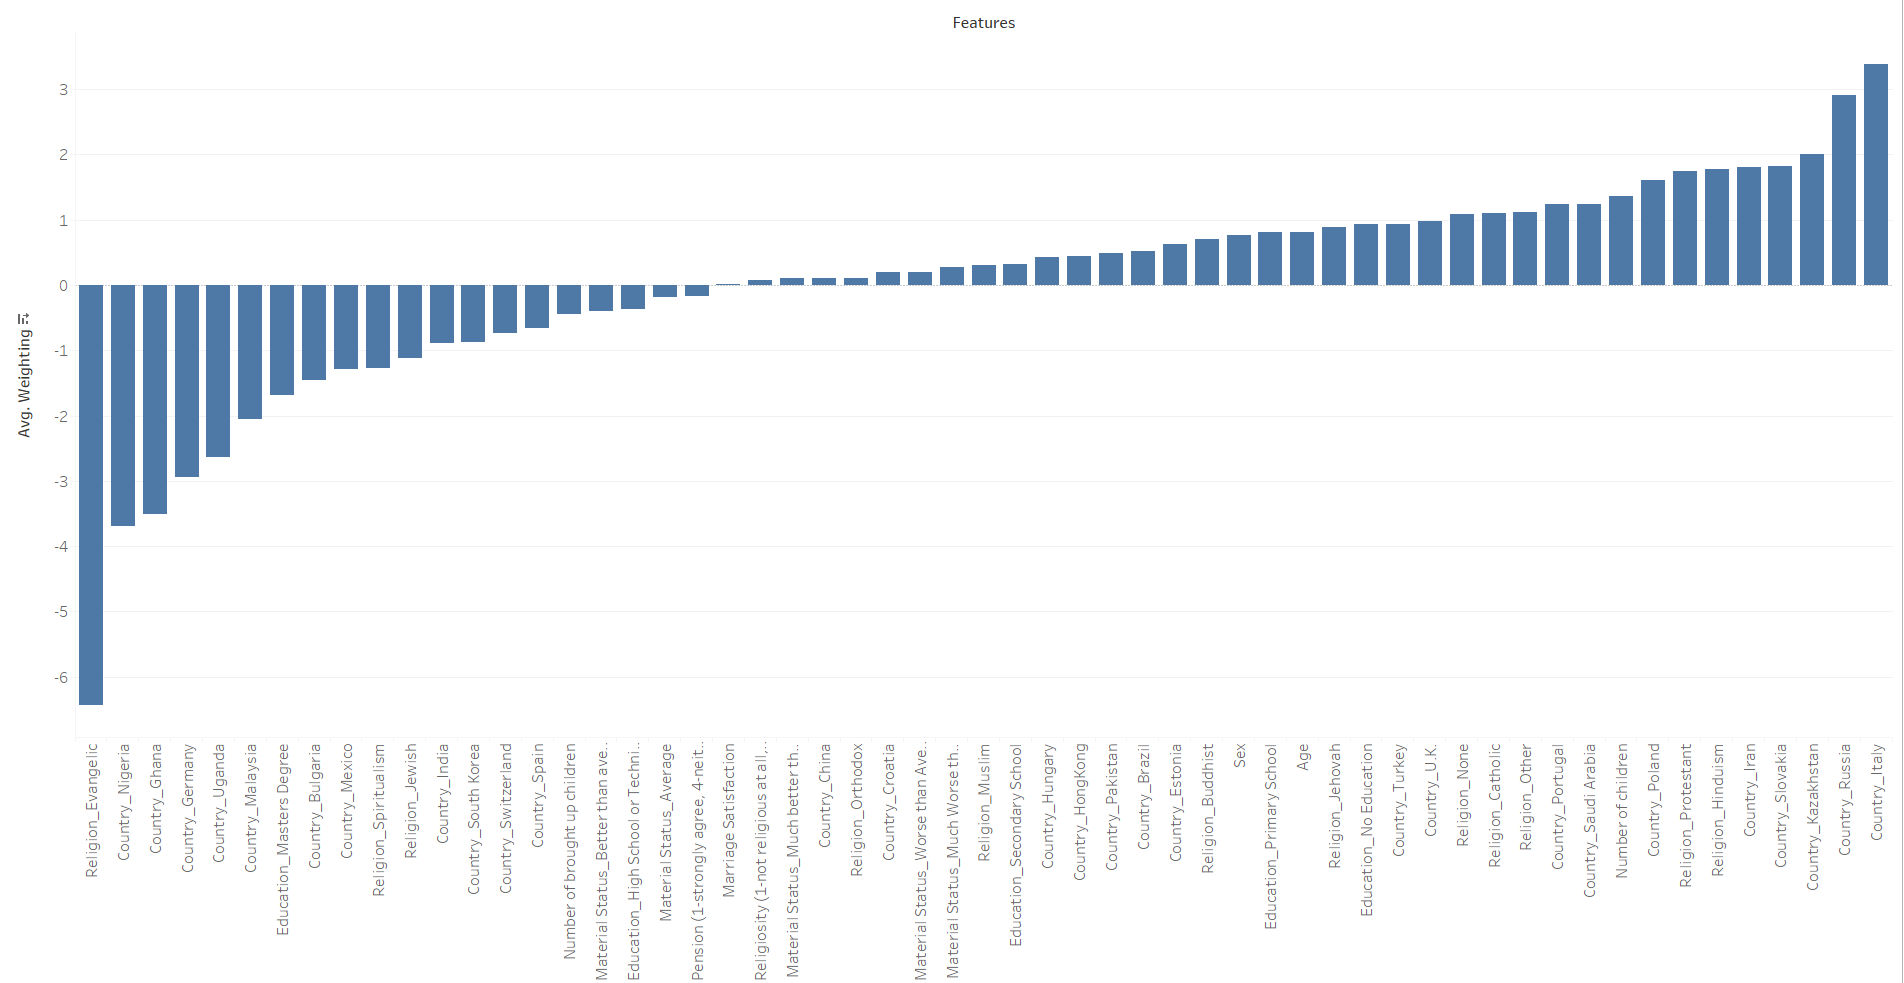 Features
Avg. Weighting
3
2
1
0
-1
-2
-3
-4
-5
-6
Religion_Evangelic
Country_Nigeria
Country_Ghana
Country_Germany
Country_Uganda
Country_Malaysia
Education_Masters Degree
Country_Bulgaria
Country_Mexico
Religion_Spiritualism
Religion_Jewish
Country_India
Country_South Korea
Country_Switzerland
Country_Spain
Number of brought up children
Material Status_Better than ave..
Education_High School or Techni..
Material Status_Average
Pension (1-strongly agree, 4-neit..
Marriage Satisfaction
Religiosity (1-not religious at all,..
Material Status_Much better th..
Country_China
Religion_Orthodox
Country_Croatia
Material Status_Worse than Ave..
Material Status_Much Worse th..
Religion_Muslim
Education_Secondary School
Country_Hungary
Country_HongKong
Country_Pakistan
Country_Brazil
Country_Estonia
Religion_Buddhist
Sex
Education_Primary School
Age
Religion_Jehovah
Education_No Education
Country_Turkey
Country_U.K.
Religion_None
Religion_Catholic
Religion_Other
Country_Portugal
Country_Saudi Arabia
Number of children
Country_Poland
Religion_Protestant
Religion_Hinduism
Country_Iran
Country_Slovakia
Country_Kazakhstan
Country_Russia
Country_Italy